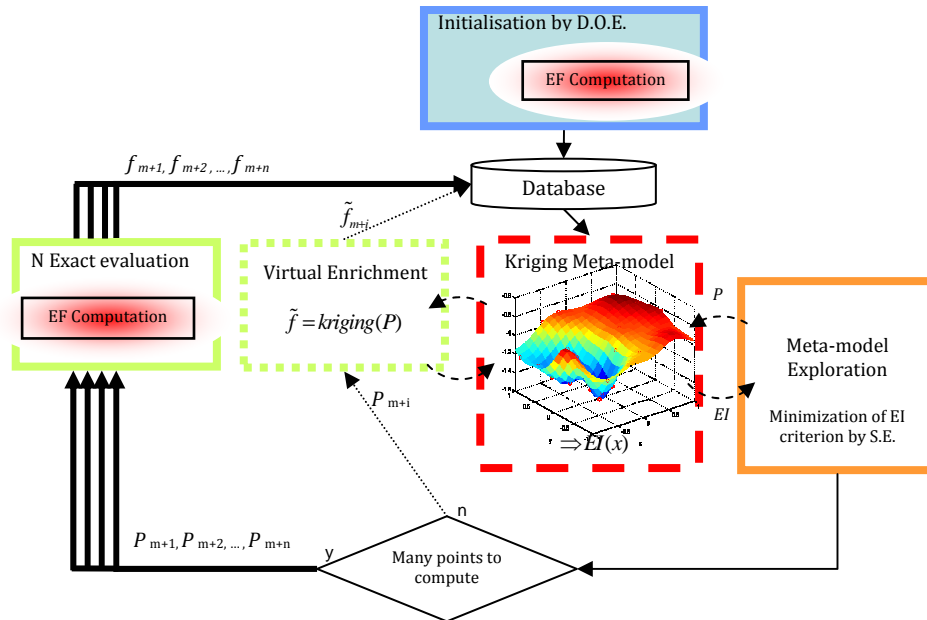 Initialisation by D.O.E.
EF Computation
f m+1, f m+2 , ..., f m+n
Database
f̃ m+i
N Exact evaluation
EF Computation
Virtual Enrichment
f̃ = kriging(P)
Kriging Meta-model
⇒ EI(x)
P
EI
Meta-model
Exploration
Minimization of EI
criterion by S.E.
P m+i
n
y
P m+1, P m+2, ..., P m+n
Many points to
compute